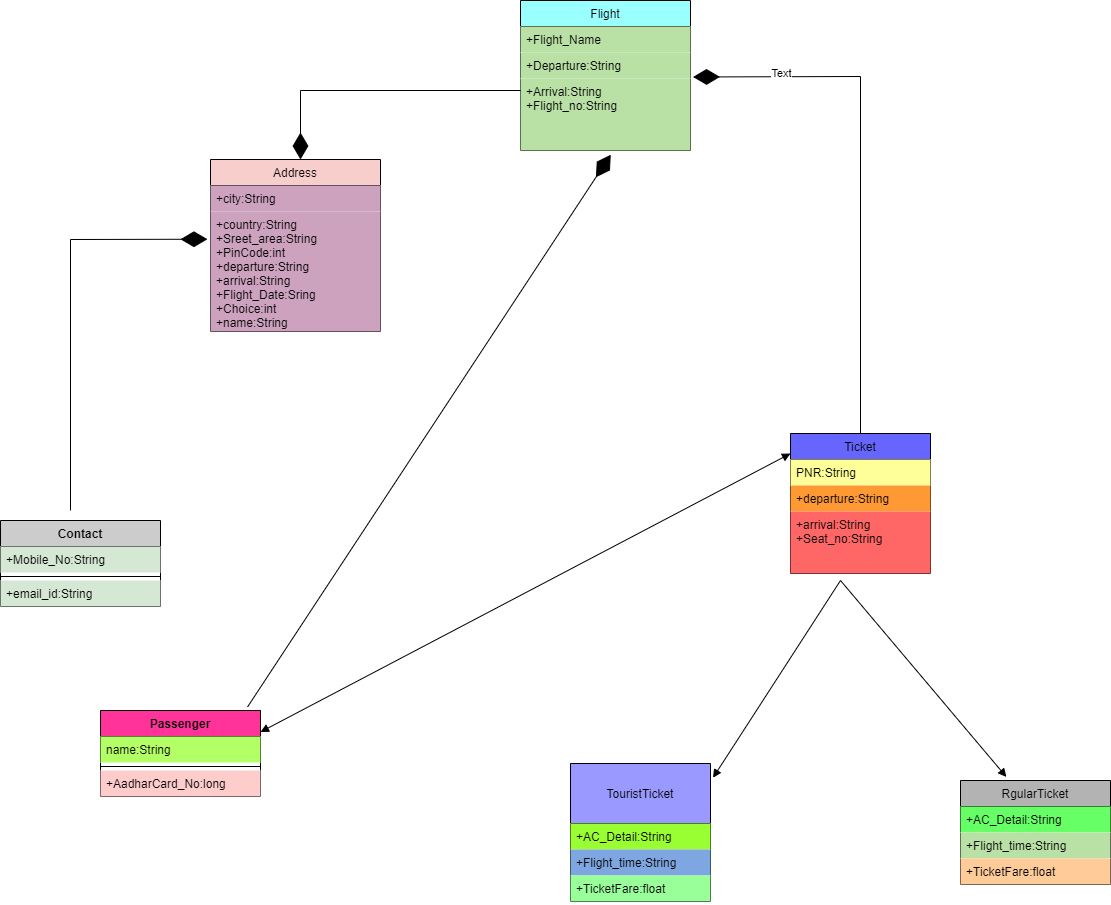 Flight
+Flight_Name
+Departure:String
+Arrival:String
+Flight_no:String
Text
Address
+city:String
+country:String
+Sreet_area:String
+PinCode:int
+departure:String
+arrival:String
+Flight_Date:Sring
+Choice:int
+name:String
Ticket
PNR:String
+departure:String
+arrival:String
+Seat_no:String
Contact
+Mobile_No:String
+email_id:String
Passenger
name:String
+AadharCard_No:long
TouristTicket
+AC_Detail:String
+Flight_time:String
+TicketFare:float
RgularTicket
+AC_Detail:String
+Flight_time:String
+TicketFare:float